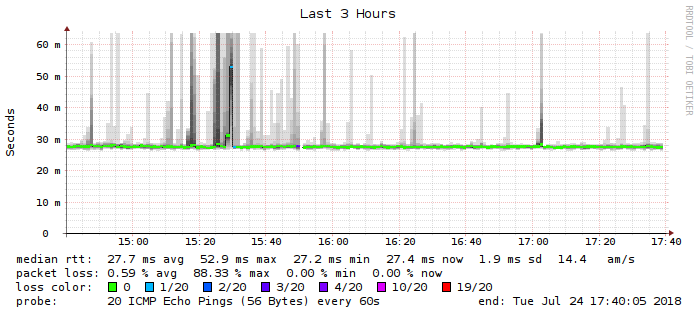 Last 3 Hours
RRDTOOL / TOBI OETIKER
Seconds
60 m
50 m
40 m
30 m
20 m
10 m
0
15:00 15:20 15:40 16:00 16:20 16:40 17:00 17:20 17:40
median rtt: 27.7 ms avg 52.9 ms max 27.2 ms min 27.4 ms now 1.9 ms sd 14.4 am/s
packet loss: 0.59 % avg 88.33 % max 0.00 % min 0.00 % now
loss color: 0 1/20 2/20 3/20 4/20 10/20 19/20
probe: 20 ICMP Echo Pings (56 Bytes) every 60s end: Tue Jul 24 17:40:05 2018